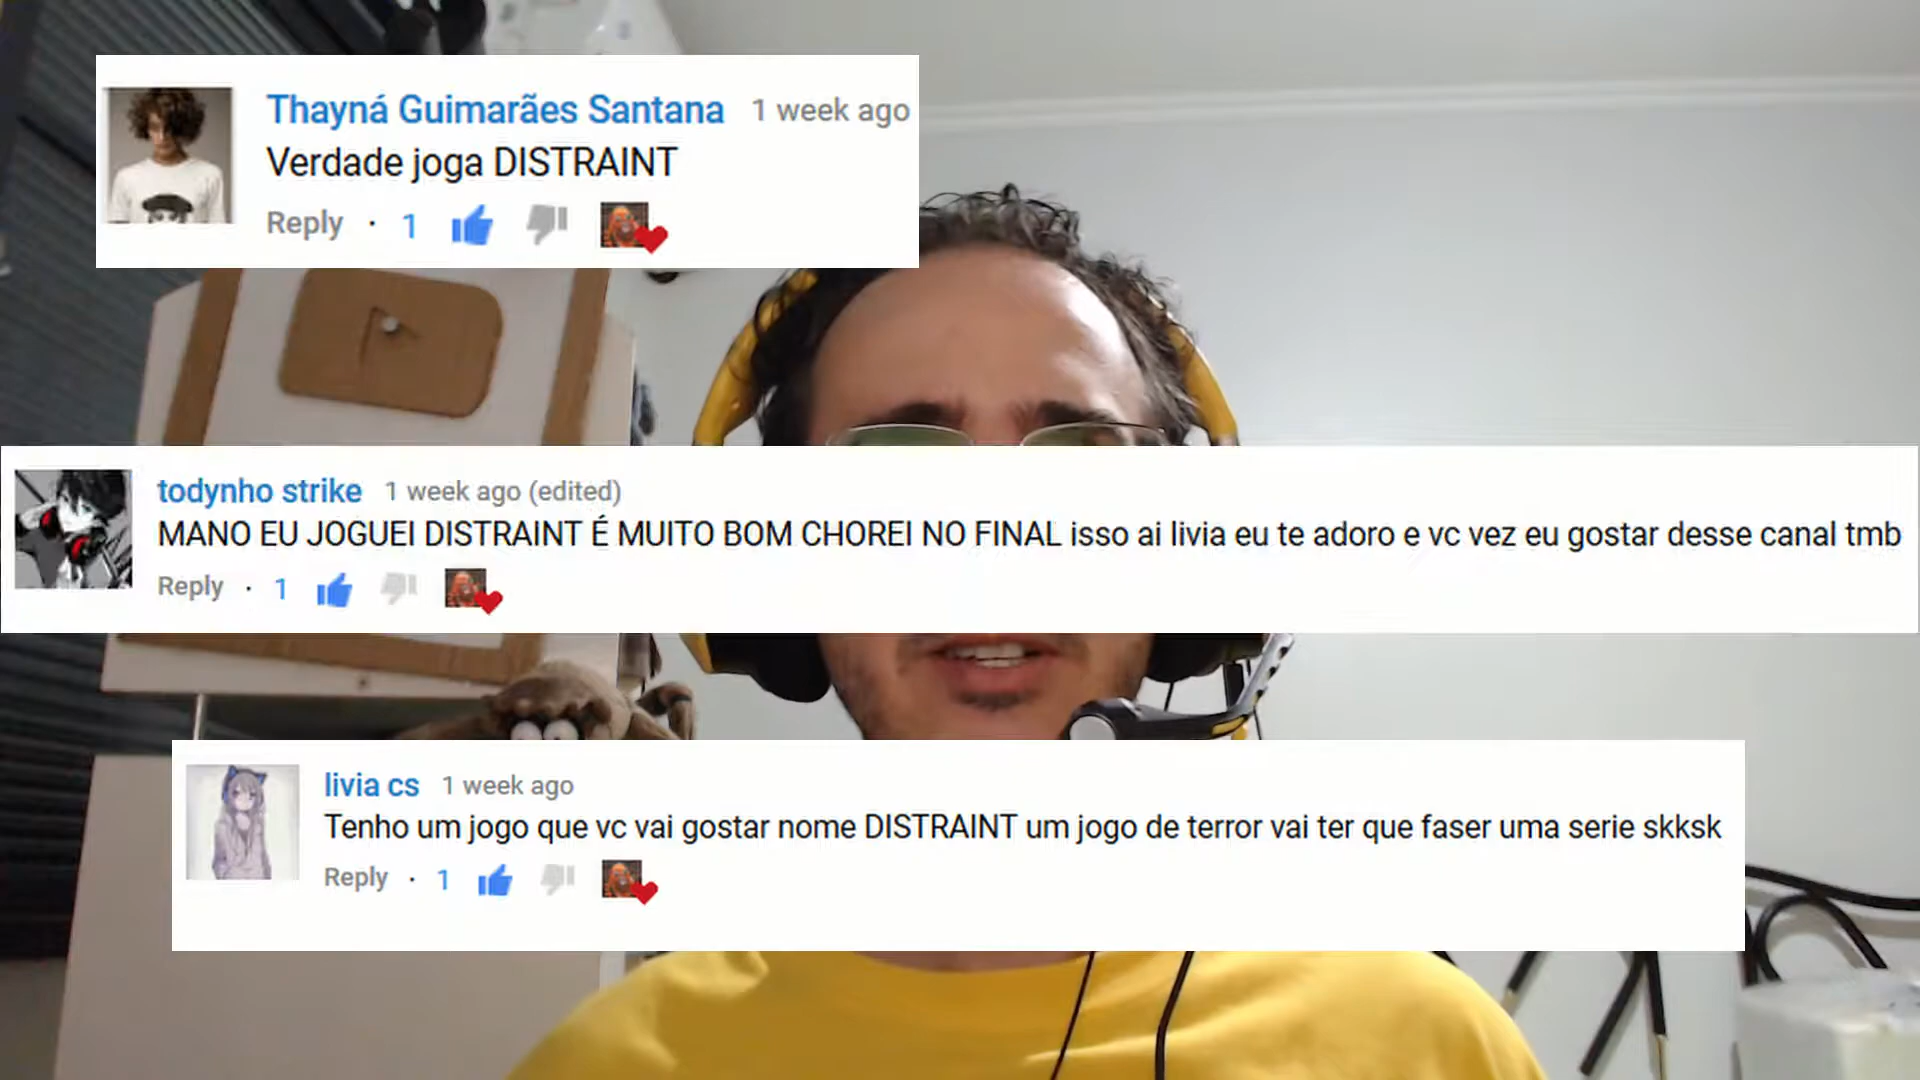 Thayná Guimarães Santana 1 week ago
Verdade joga DISTRAINT
Reply · 1
todynho strike 1 week ago (edited)
MANO EU JOGUEI DISTRAINT É MUITO BOM CHOREI NO FINAL isso ai livia eu te adoro e vc vez eu gostar desse canal tmb
Reply · 1
livia cs 1 week ago
Tenho um jogo que vc vai gostar nome DISTRAINT um jogo de terror vai ter que faser uma serie skksk
Reply · 1